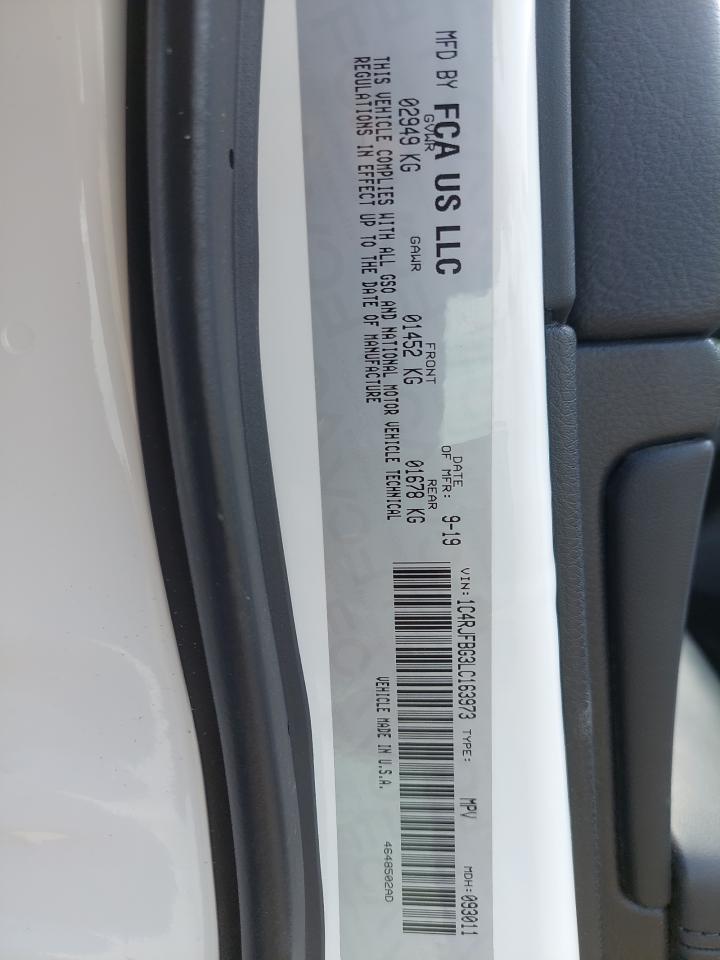 MFD BY FCA US LLC
DATE OF MFR: 9-19
VIN: 1C4RJFBG3LC163973 TYPE: MPV MDH: 093011
GVWR
02949 KG
GAWR
FRONT
01452 KG
REAR
01678 KG
THIS VEHICLE COMPLIES WITH ALL GSO AND NATIONAL MOTOR VEHICLE TECHNICAL
REGULATIONS IN EFFECT UP TO THE DATE OF MANUFACTURE
VEHICLE MADE IN U.S.A.
4648502AD